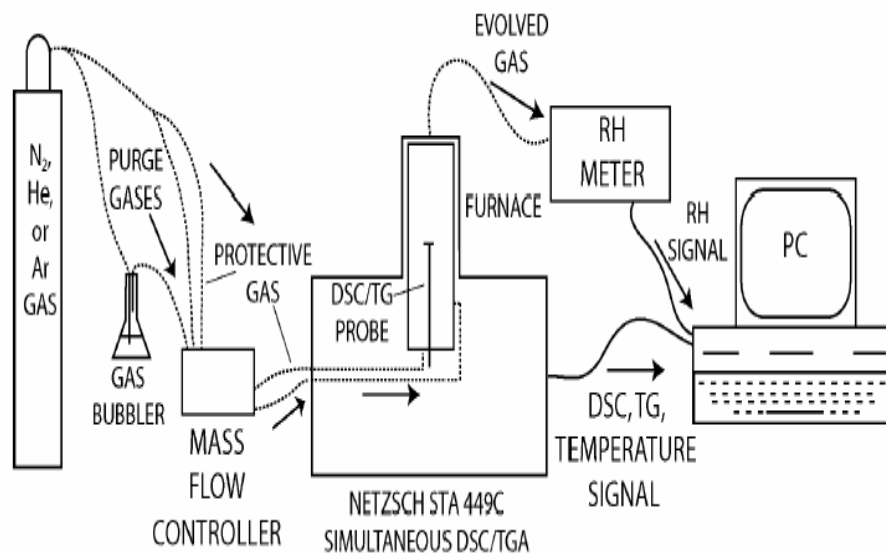 N₂,
He,
or
Ar
GAS
PURGE
GASES
GAS
BUBBLER
PROTECTIVE
GAS
MASS
FLOW
CONTROLLER
DSC/TG
PROBE
FURNACE
EVOLVED
GAS
RH
METER
RH
SIGNAL
PC
DSC,TG,
TEMPERATURE
SIGNAL
NETZSCH STA 449C
SIMULTANEOUS DSC/TGA